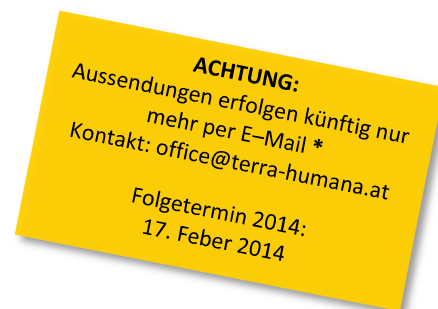 ACHTUNG:
Aussendungen erfolgen künftig nur
mehr per E–Mail *
Kontakt: office@terra-humana.at
Folgetermin 2014:
17. Feber 2014